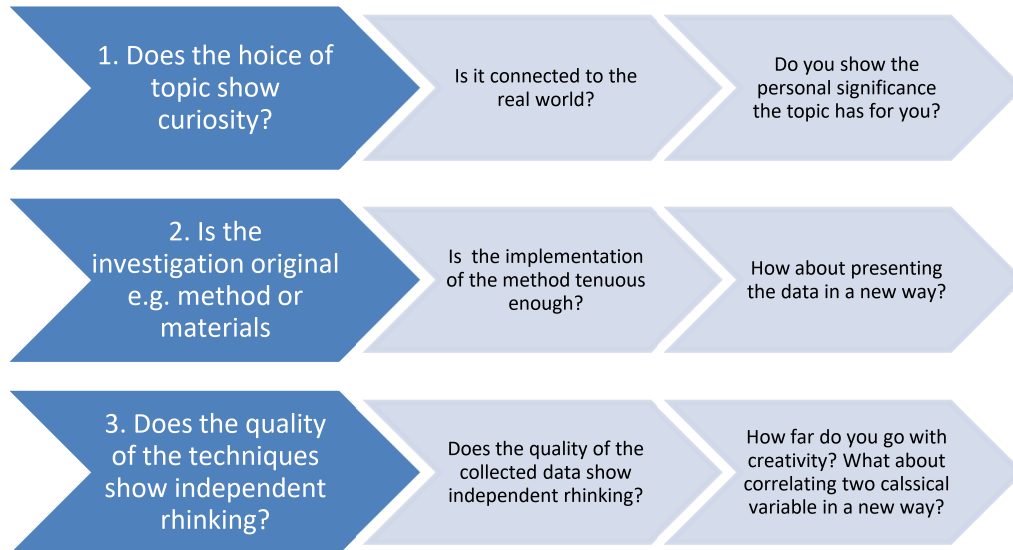 1. Does the hoice of
topic show
curiosity?
Is it connected to the
real world?
Do you show the
personal significance
the topic has for you?
2. Is the
investigation original
e.g. method or
materials
Is  the implementation
of the method tenuous
enough?
How about presenting
the data in a new way?
3. Does the quality
of the techniques
show independent
rhinking?
Does the quality of the
collected data show
independent rhinking?
How far do you go with
creativity? What about
correlating two calssical
variable in a new way?